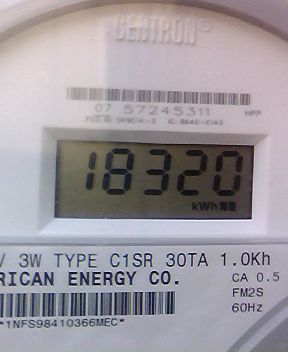 CENTRON®
07 57245311
18320
kWh
V 3W TYPE C1SR 30TA 1.0Kh
RICAN ENERGY CO.
CA 0.5
FM2S
60Hz
*1NFS98410366MEC*